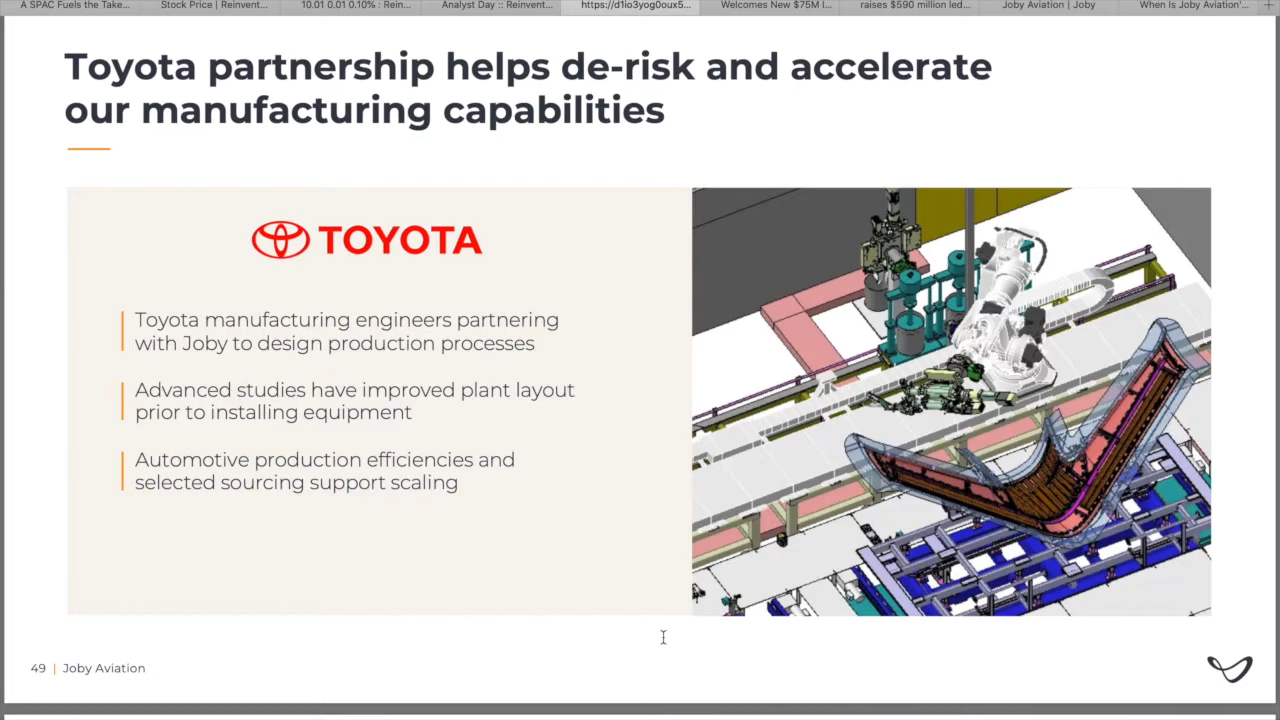 A SPAC Fuels the Take...
Stock Price | Reinvent...
10.01 0.01 0.10% : Rein...
Analyst Day :: Reinvent...
https://d1io3yog0oux5...
Welcomes New $75M I...
raises $590 million led...
Joby Aviation | Joby
When Is Joby Aviation'...
Toyota partnership helps de-risk and accelerate
our manufacturing capabilities
TOYOTA
Toyota manufacturing engineers partnering
with Joby to design production processes
Advanced studies have improved plant layout
prior to installing equipment
Automotive production efficiencies and
selected sourcing support scaling
49 | Joby Aviation